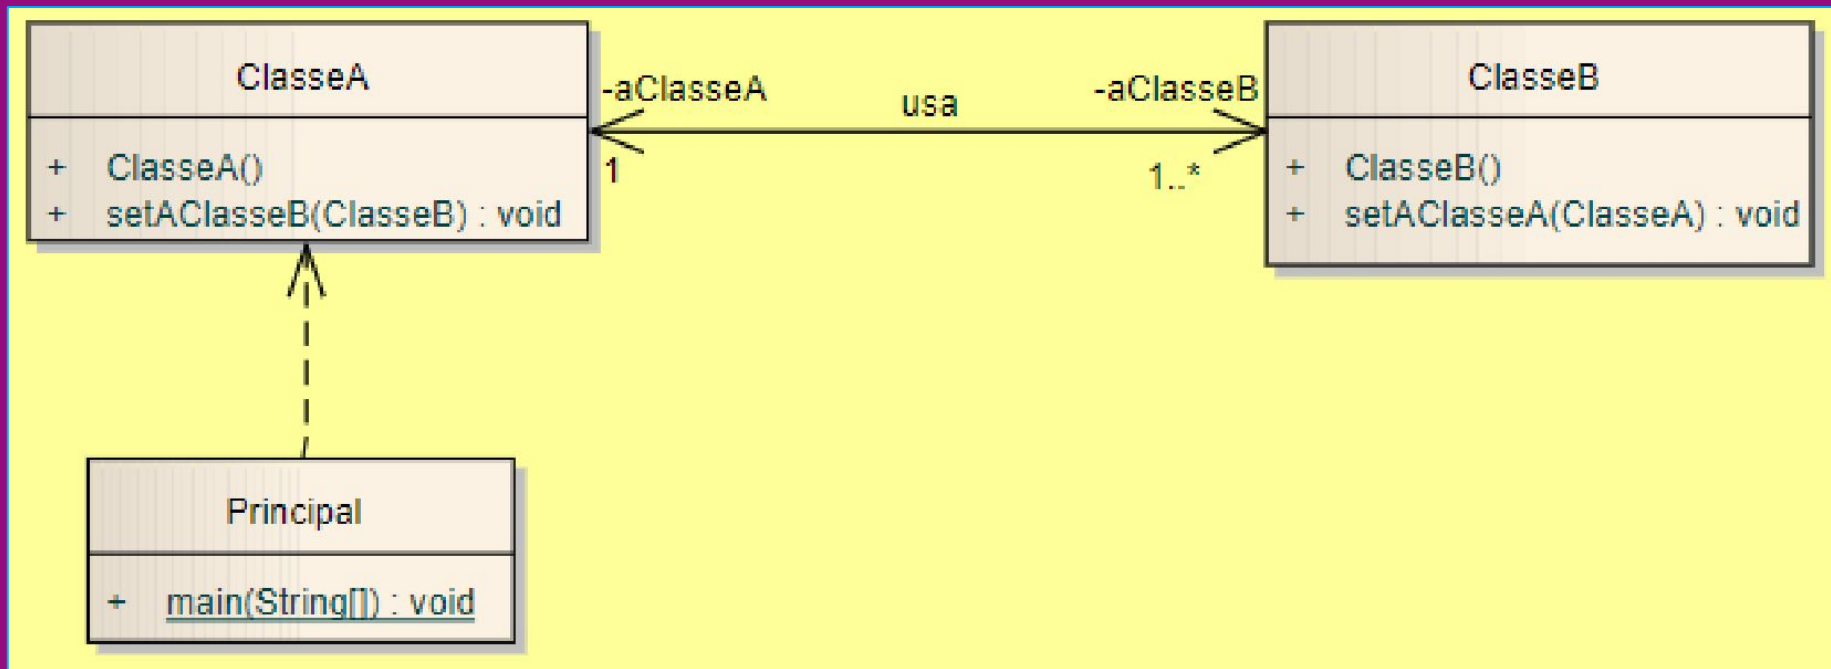 ClasseA
+ ClasseA()
+ setAClasseB(ClasseB) : void
-aClasseA
usa
-aClasseB
1
1..*
ClasseB
+ ClasseB()
+ setAClasseA(ClasseA) : void
Principal
+ main(String[]) : void